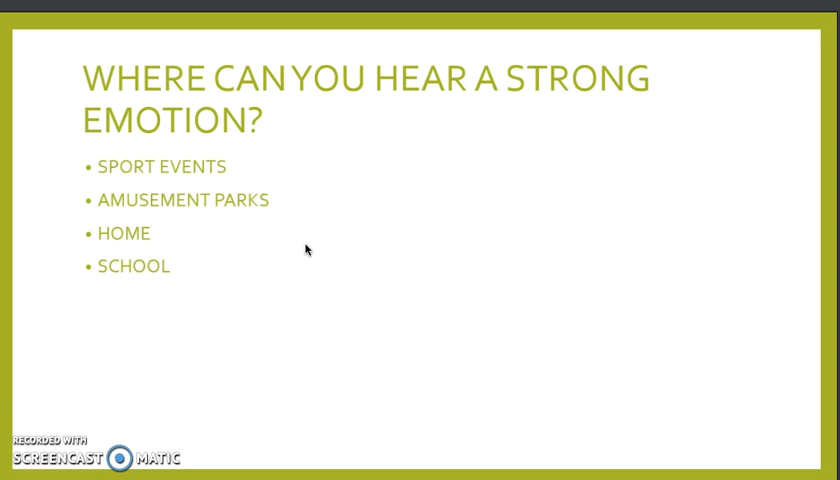 WHERE CAN YOU HEAR A STRONG
EMOTION?
• SPORT EVENTS
• AMUSEMENT PARKS
• HOME
• SCHOOL
RECORDED WITH
SCREENCAST MATIC